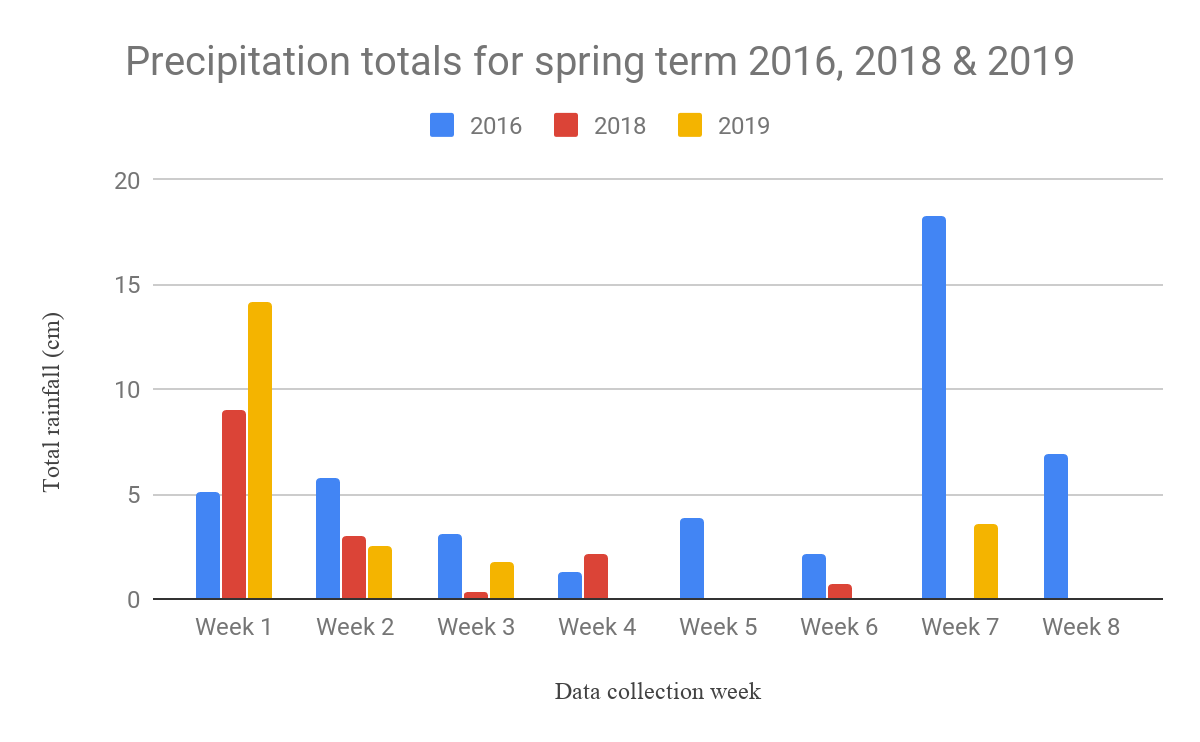 Precipitation totals for spring term 2016, 2018 & 2019
2016 2018 2019
20
15
10
5
0
Total rainfall (cm)
Week 1 Week 2 Week 3 Week 4 Week 5 Week 6 Week 7 Week 8
Data collection week